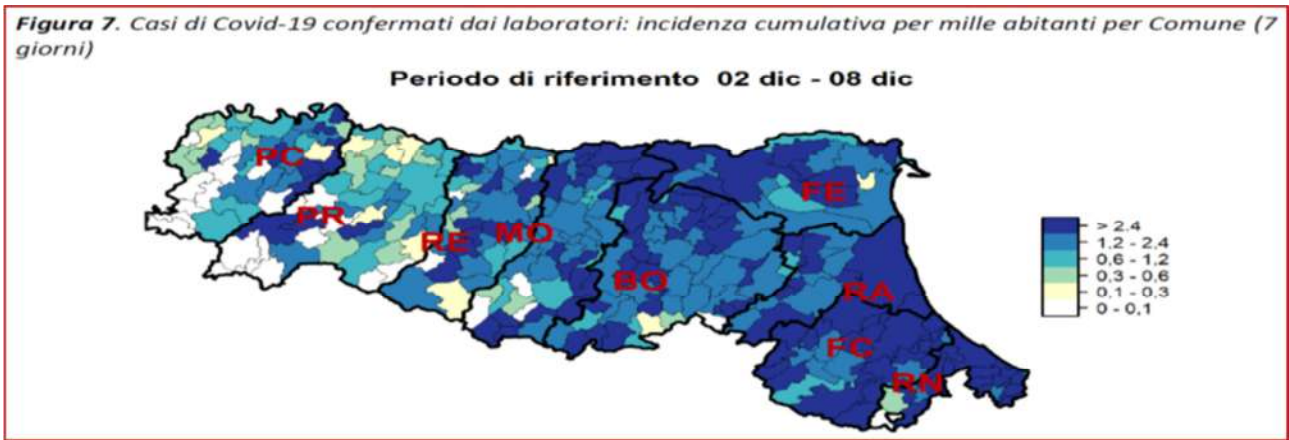 Figura 7. Casi di Covid-19 confermati dai laboratori: incidenza cumulativa per mille abitanti per Comune (7
giorni)
Periodo di riferimento 02 dic - 08 dic
PC
PR
RE
MO
BO
FE
RA
FC
RN
> 2.4
1.2 - 2.4
0,6 - 1,2
0,3 - 0,6
0,1 - 0,3
0 - 0,1